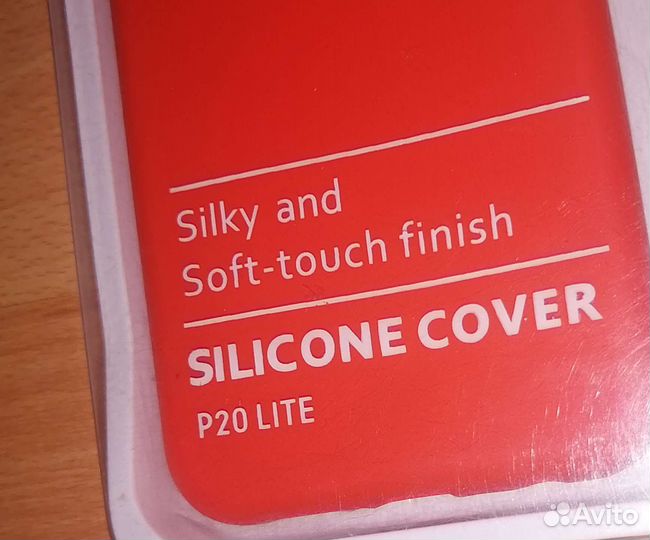 Silky and
Soft-touch finish
SILICONE COVER
P20 LITE
Avito